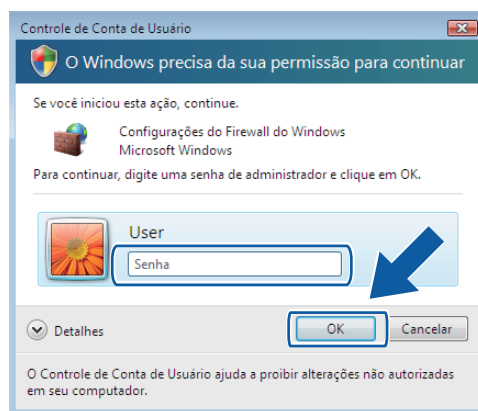 Controle de Conta de Usuário
O Windows precisa da sua permissão para continuar
Se você iniciou esta ação, continue.
Configurações do Firewall do Windows
Microsoft Windows
Para continuar, digite uma senha de administrador e clique em OK.
User
Senha
Detalhes
OK
Cancelar
O Controle de Conta de Usuário ajuda a proibir alterações não autorizadas
em seu computador.